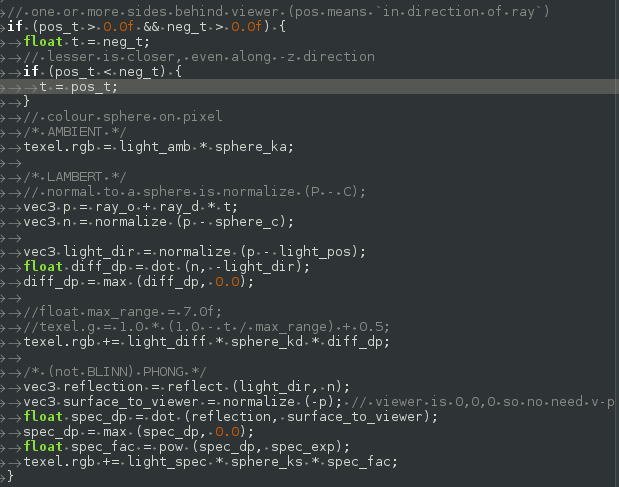 // one or more sides behind viewer (pos means `in direction of ray`)
if (pos_t > 0.0f && neg_t > 0.0f) {
float t = neg_t;
// lesser is closer, even along -z direction
if (pos_t < neg_t) {
t = pos_t;
}
// colour sphere on pixel
/* AMBIENT */
texel.rgb = light_amb * sphere_ka;
/* LAMBERT */
// normal to a sphere is normalize (P - C);
vec3 p = ray_o + ray_d * t;
vec3 n = normalize (p - sphere_c);
vec3 light_dir = normalize (p - light_pos);
float diff_dp = dot (n, -light_dir);
diff_dp = max (diff_dp, 0.0);
//float max_range = 7.0f;
//texel.g = 1.0 * (1.0 - t / max_range) + 0.5;
texel.rgb += light_diff * sphere_kd * diff_dp;
/* (not BLINN) PHONG */
vec3 reflection = reflect (light_dir, n);
vec3 surface_to_viewer = normalize (-p); // viewer is 0,0,0 so no need v-p
float spec_dp = dot (reflection, surface_to_viewer);
spec_dp = max (spec_dp, 0.0);
float spec_fac = pow (spec_dp, spec_exp);
texel.rgb += light_spec * sphere_ks * spec_fac;
}